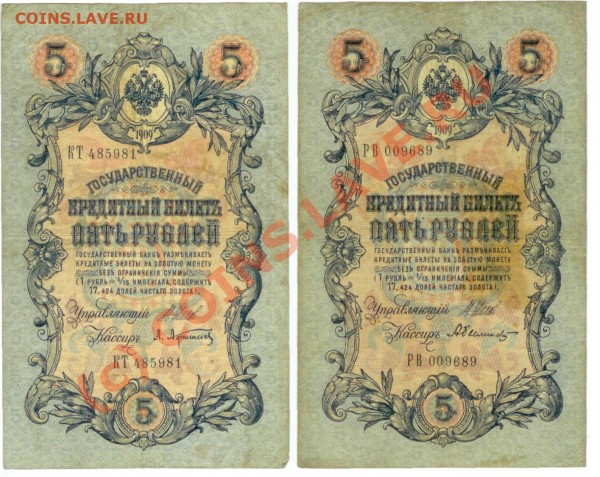 COINS.LAVE.RU
5 5
1909
КТ 485981
ГОСУДАРСТВЕННЫЙ
КРЕДИТНЫЙ БИЛЕТЪ
ПЯТЬ РУБЛЕЙ
ГОСУДАРСТВЕННЫЙ БАНКЪ РАЗМѢНИВАЕТЪ
КРЕДИТНЫЕ БИЛЕТЫ НА ЗОЛОТУЮ МОНЕТУ
БЕЗЪ ОГРАНИЧЕНІЯ СУММЫ
(1 РУБЛЬ = 1/15 ИМПЕРІАЛА, СОДЕРЖИТЪ
17,424 ДОЛЕЙ ЧИСТАГО ЗОЛОТА).
Управляющій
Кассиръ
КТ 485981
5
5 5
1909
РВ 009689
ГОСУДАРСТВЕННЫЙ
КРЕДИТНЫЙ БИЛЕТЪ
ПЯТЬ РУБЛЕЙ
ГОСУДАРСТВЕННЫЙ БАНКЪ РАЗМѢНИВАЕТЪ
КРЕДИТНЫЕ БИЛЕТЫ НА ЗОЛОТУЮ МОНЕТУ
БЕЗЪ ОГРАНИЧЕНІЯ СУММЫ
(1 РУБЛЬ = 1/15 ИМПЕРІАЛА, СОДЕРЖИТЪ
17,424 ДОЛЕЙ ЧИСТАГО ЗОЛОТА).
Управляющій
Кассиръ
РВ 009689
5
COINS.LAVE.RU